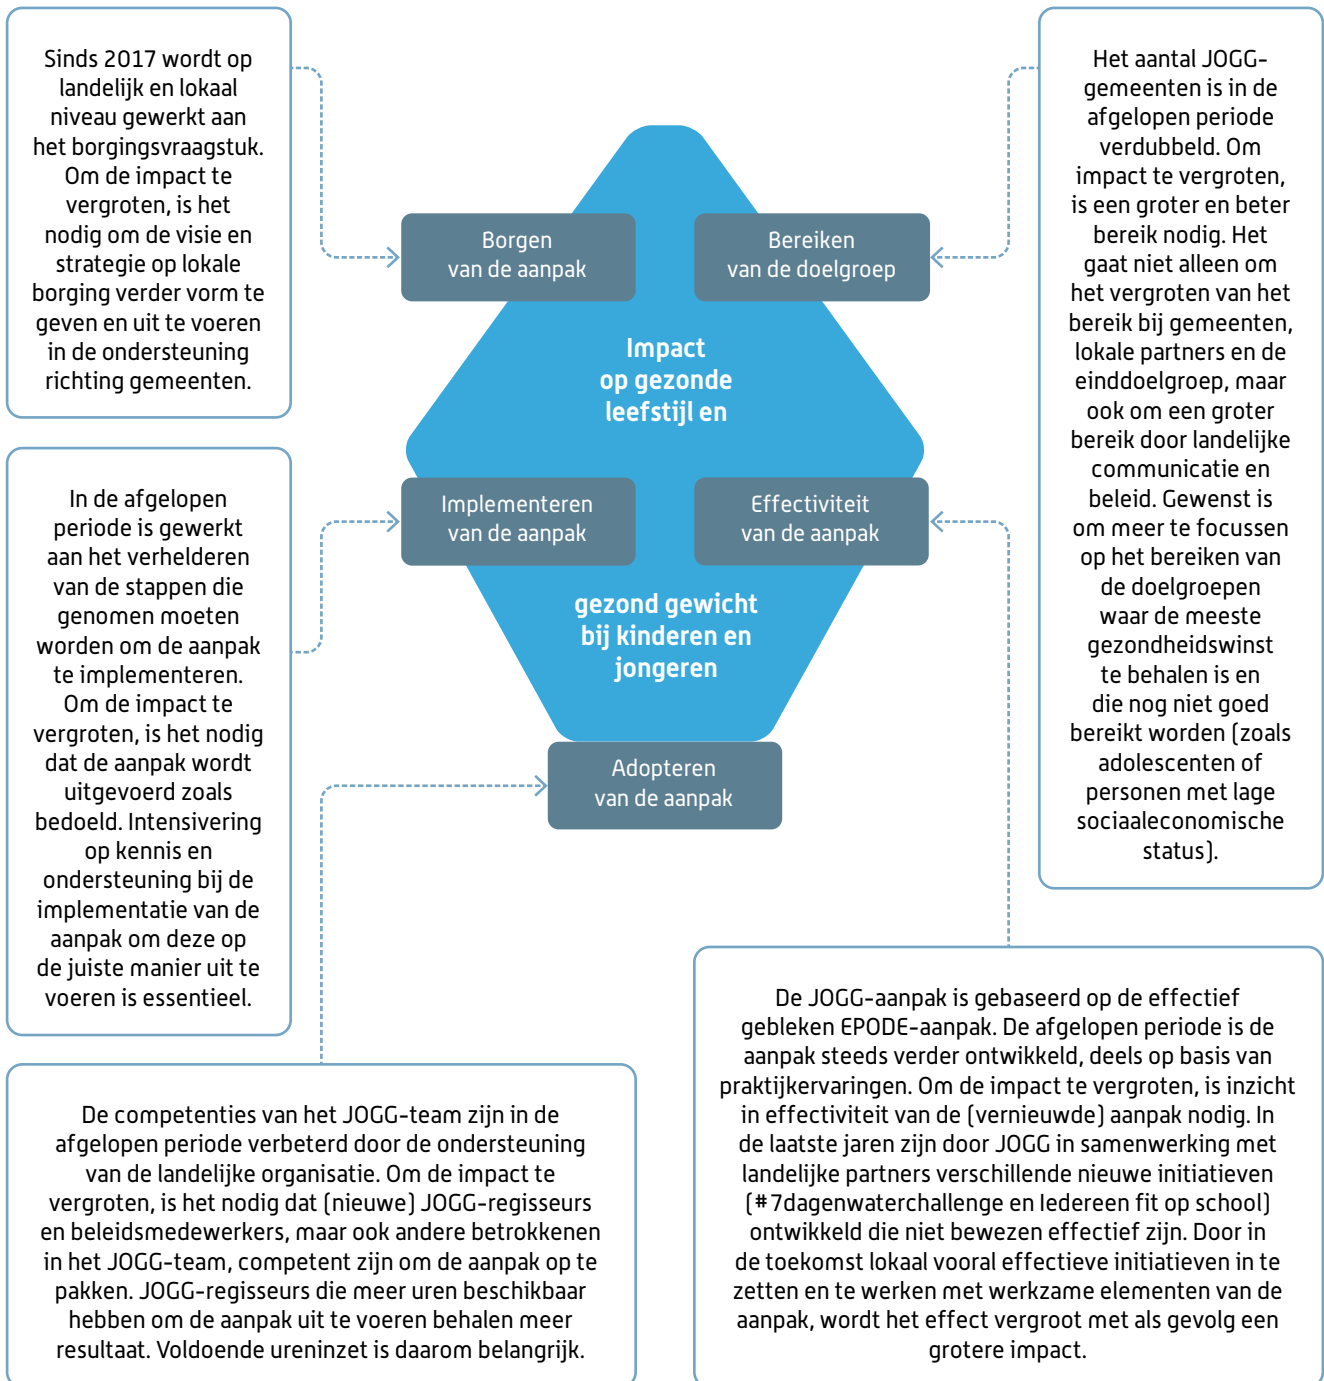 Sinds 2017 wordt op
landelijk en lokaal
niveau gewerkt aan
het borgingsvraagstuk.
Om de impact te
vergroten, is het
nodig om de visie en
strategie op lokale
borging verder vorm te
geven en uit te voeren
in de ondersteuning
richting gemeenten.
In de afgelopen
periode is gewerkt
aan het verhelderen
van de stappen die
genomen moeten
worden om de aanpak
te implementeren.
Om de impact te
vergroten, is het nodig
dat de aanpak wordt
uitgevoerd zoals
bedoeld. Intensivering
op kennis en
ondersteuning bij de
implementatie van de
aanpak om deze op
de juiste manier uit te
voeren is essentieel.
Borgen
van de aanpak
Bereiken
van de doelgroep
Impact
op gezonde
leefstijl en
Implementeren
van de aanpak
Effectiviteit
van de aanpak
gezond gewicht
bij kinderen en
jongeren
Adopteren
van de aanpak
Het aantal JOGG-
gemeenten is in de
afgelopen periode
verdubbeld. Om
impact te vergroten,
is een groter en beter
bereik nodig. Het
gaat niet alleen om
het vergroten van het
bereik bij gemeenten,
lokale partners en de
einddoelgroep, maar
ook om een groter
bereik door landelijke
communicatie en
beleid. Gewenst is
om meer te focussen
op het bereiken van
de doelgroepen
waar de meeste
gezondheidswinst
te behalen is en
die nog niet goed
bereikt worden (zoals
adolescenten of
personen met lage
sociaaleconomische
status).
De competenties van het JOGG-team zijn in de
afgelopen periode verbeterd door de ondersteuning
van de landelijke organisatie. Om de impact te
vergroten, is het nodig dat (nieuwe) JOGG-regisseurs
en beleidsmedewerkers, maar ook andere betrokkenen
in het JOGG-team, competent zijn om de aanpak op te
pakken. JOGG-regisseurs die meer uren beschikbaar
hebben om de aanpak uit te voeren behalen meer
resultaat. Voldoende ureninzet is daarom belangrijk.
De JOGG-aanpak is gebaseerd op de effectief
gebleken EPODE-aanpak. De afgelopen periode is de
aanpak steeds verder ontwikkeld, deels op basis van
praktijkervaringen. Om de impact te vergroten, is inzicht
in effectiviteit van de (vernieuwde) aanpak nodig. In
de laatste jaren zijn door JOGG in samenwerking met
landelijke partners verschillende nieuwe initiatieven
(#7dagenwaterchallenge en Iedereen fit op school)
ontwikkeld die niet bewezen effectief zijn. Door in
de toekomst lokaal vooral effectieve initiatieven in te
zetten en te werken met werkzame elementen van de
aanpak, wordt het effect vergroot met als gevolg een
grotere impact.